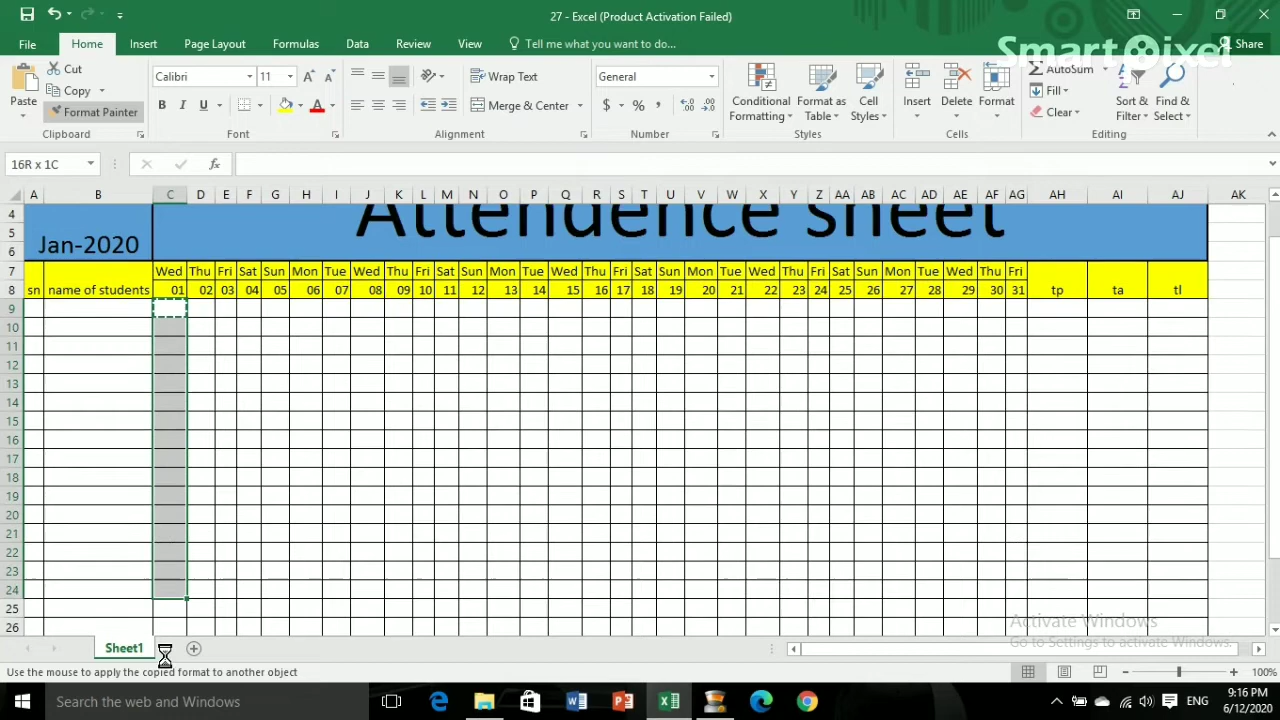 27 - Excel (Product Activation Failed)
File Home Insert Page Layout Formulas Data Review View Tell me what you want to do... Share
Smart Pixel
Paste Cut Copy Format Painter Clipboard
Calibri 11 B I U A Font
Wrap Text Merge & Center Alignment
General $ % , Number
Conditional Formatting Format as Table Cell Styles Styles
Insert Delete Format Cells
AutoSum Fill Clear Sort & Filter Find & Select Editing
16R x 1C fx
A B C D E F G H I J K L M N O P Q R S T U V W X Y Z AA AB AC AD AE AF AG AH AI AJ AK
4 Attendence sheet
5
6 Jan-2020
7 Wed Thu Fri Sat Sun Mon Tue Wed Thu Fri Sat Sun Mon Tue Wed Thu Fri Sat Sun Mon Tue Wed Thu Fri Sat Sun Mon Tue Wed Thu Fri
8 sn name of students 01 02 03 04 05 06 07 08 09 10 11 12 13 14 15 16 17 18 19 20 21 22 23 24 25 26 27 28 29 30 31 tp ta tl
9
10
11
12
13
14
15
16
17
18
19
20
21
22
23
24
25
26
Activate Windows
Go to Settings to activate Windows.
Sheet1
Use the mouse to apply the copied format to another object
100%
Search the web and Windows
ENG
9:16 PM
6/12/2020